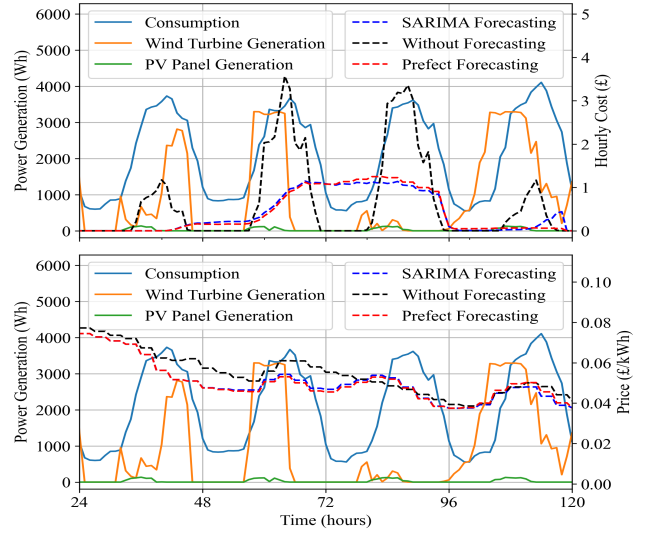 6000
5000
4000
3000
2000
1000
0
Power Generation (Wh)
Consumption
Wind Turbine Generation
PV Panel Generation
SARIMA Forecasting
Without Forecasting
Prefect Forecasting
5
4
3
2
1
0
Hourly Cost (£)
6000
5000
4000
3000
2000
1000
0
Power Generation (Wh)
Consumption
Wind Turbine Generation
PV Panel Generation
SARIMA Forecasting
Without Forecasting
Prefect Forecasting
0.10
0.08
0.06
0.04
0.02
0.00
Price (£/kWh)
24 48 72 96 120
Time (hours)